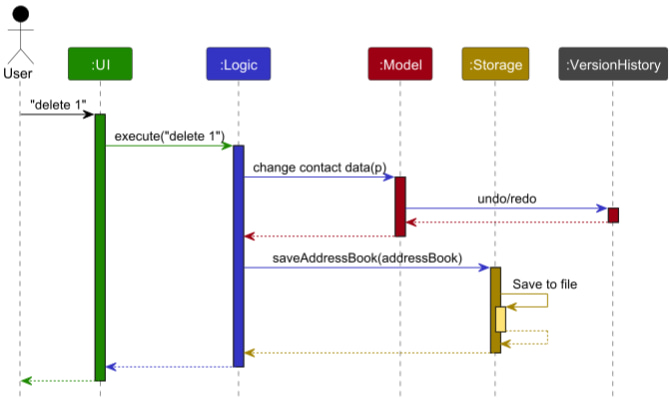 User
:UI
:Logic
:Model
:Storage
:VersionHistory
"delete 1"
execute("delete 1")
change contact data(p)
undo/redo
saveAddressBook(addressBook)
Save to file